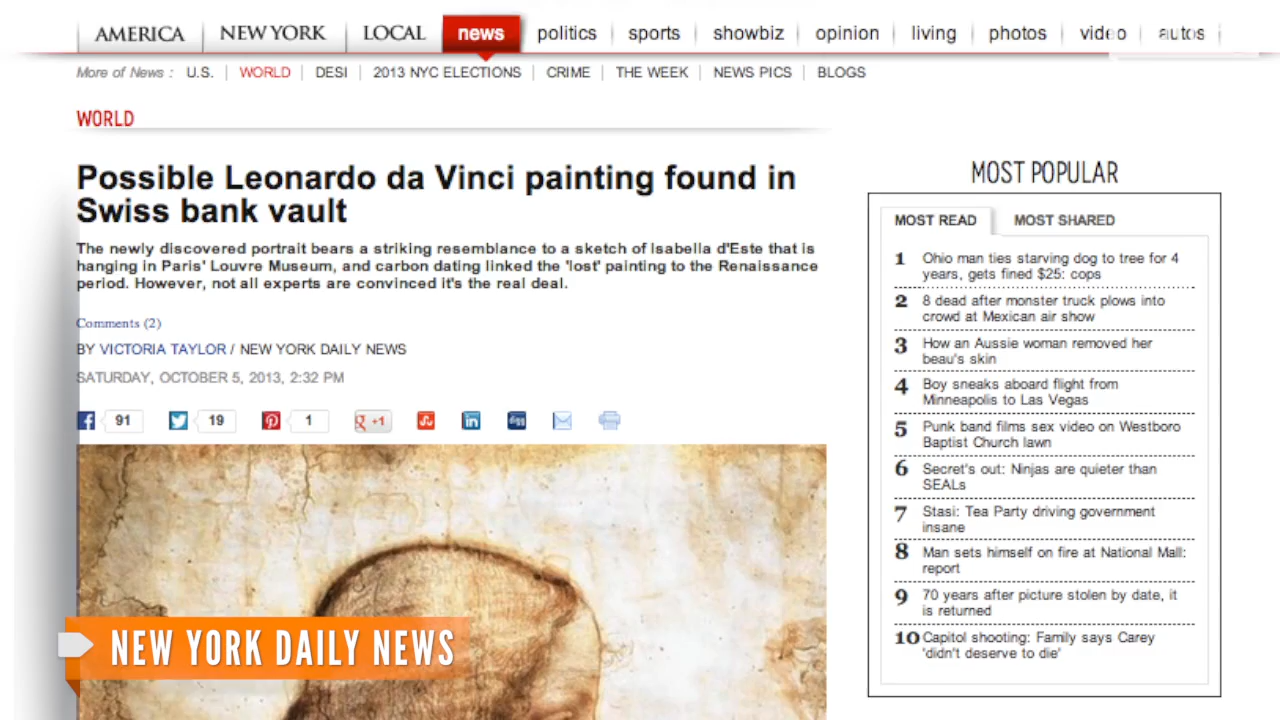 AMERICA NEW YORK LOCAL news politics sports showbiz opinion living photos video autos
More of News : U.S. WORLD DESI 2013 NYC ELECTIONS CRIME THE WEEK NEWS PICS BLOGS
WORLD
Possible Leonardo da Vinci painting found in
Swiss bank vault
The newly discovered portrait bears a striking resemblance to a sketch of Isabella d'Este that is
hanging in Paris' Louvre Museum, and carbon dating linked the 'lost' painting to the Renaissance
period. However, not all experts are convinced it's the real deal.
Comments (2)
BY VICTORIA TAYLOR / NEW YORK DAILY NEWS
SATURDAY, OCTOBER 5, 2013, 2:32 PM
91 19 1 g +1 in digg
NEW YORK DAILY NEWS
MOST POPULAR
MOST READ MOST SHARED
1 Ohio man ties starving dog to tree for 4
years, gets fined $25: cops
2 8 dead after monster truck plows into
crowd at Mexican air show
3 How an Aussie woman removed her
beau's skin
4 Boy sneaks aboard flight from
Minneapolis to Las Vegas
5 Punk band films sex video on Westboro
Baptist Church lawn
6 Secret's out: Ninjas are quieter than
SEALs
7 Stasi: Tea Party driving government
insane
8 Man sets himself on fire at National Mall:
report
9 70 years after picture stolen by date, it
is returned
10 Capitol shooting: Family says Carey
'didn't deserve to die'